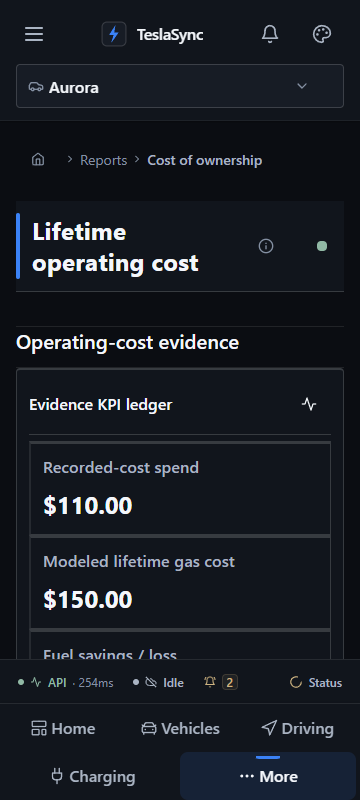 TeslaSync
Aurora
Reports
Cost of ownership
Lifetime
operating cost
Operating-cost evidence
Evidence KPI ledger
Recorded-cost spend
$110.00
Modeled lifetime gas cost
$150.00
Fuel savings / loss
API · 254ms Idle 2 Status
Home Vehicles Driving
Charging More